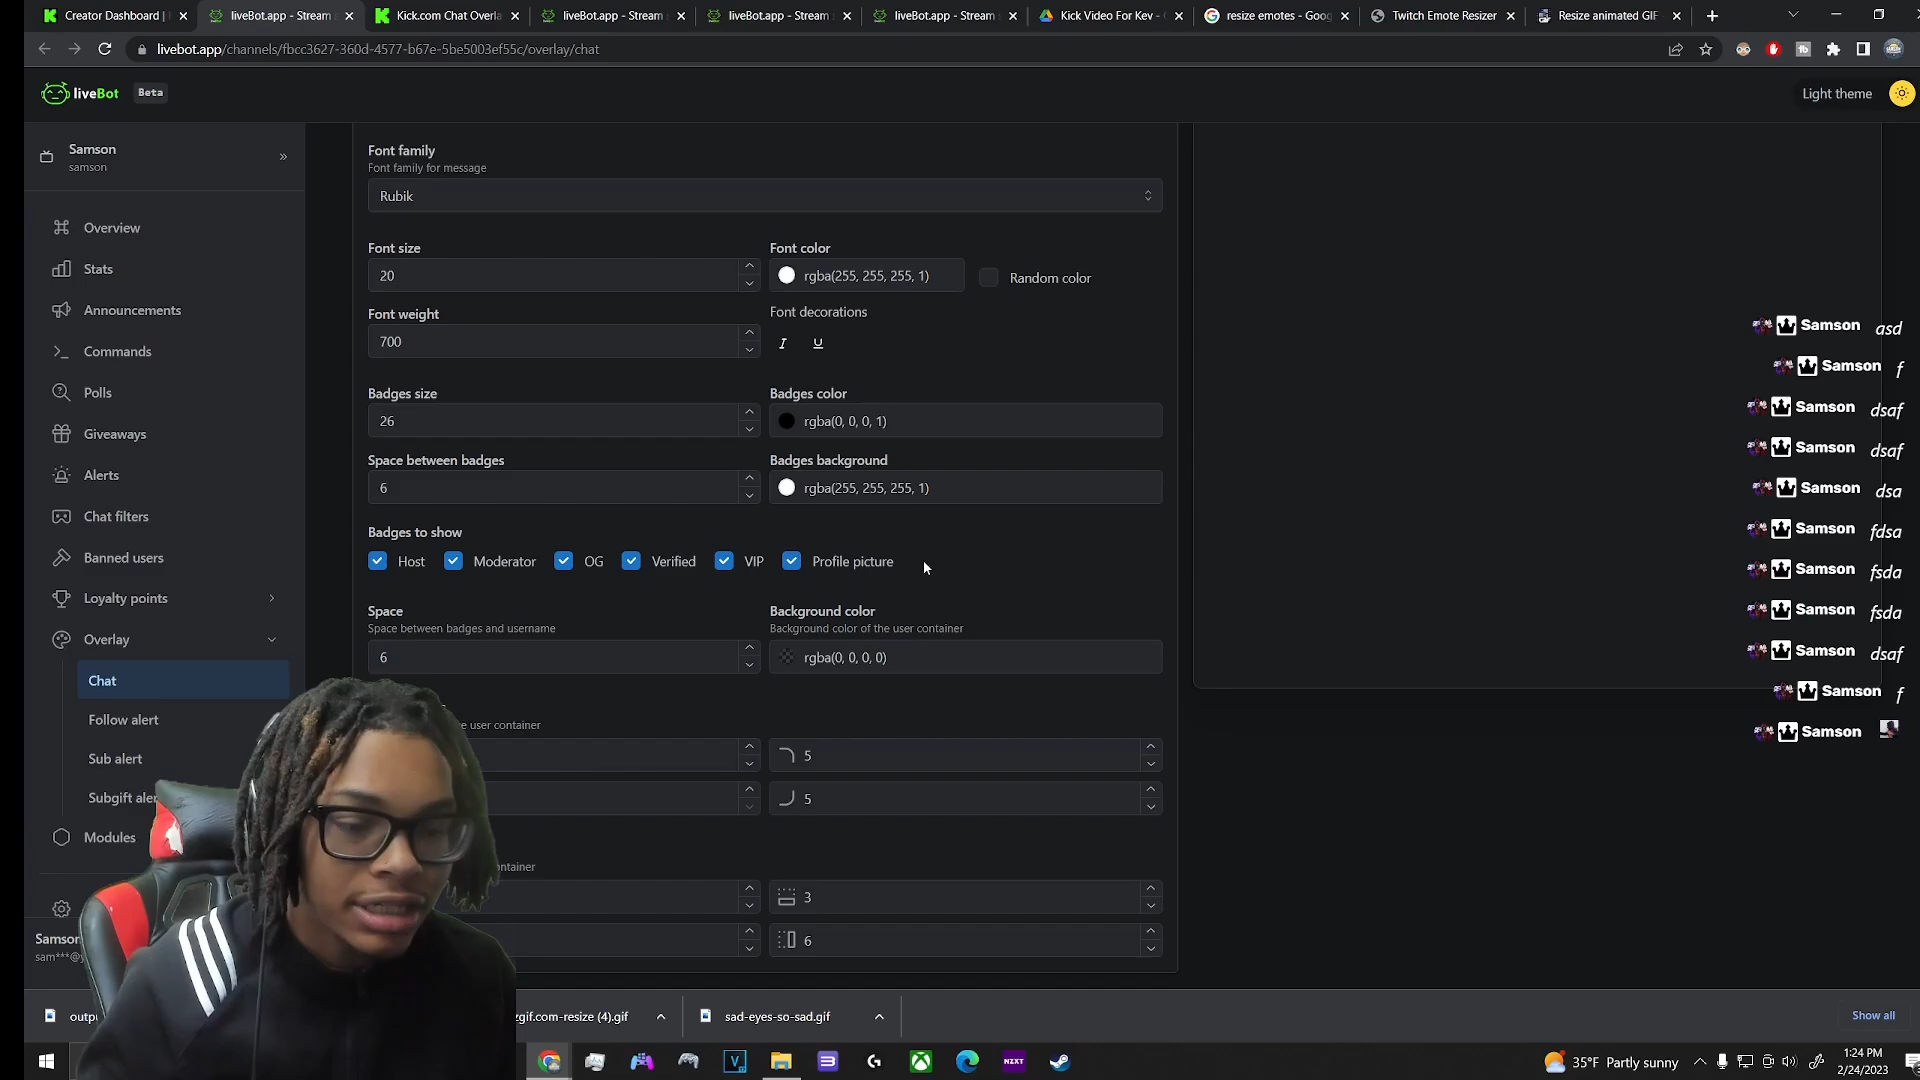 Creator Dashboard |
liveBot.app - Stream
Kick.com Chat Overla
liveBot.app - Stream
liveBot.app - Stream
liveBot.app - Stream
Kick Video For Kev -
resize emotes - Goog
Twitch Emote Resizer
Resize animated GIF
livebot.app/channels/fbcc3627-360d-4577-b67e-5be5003ef55c/overlay/chat
liveBot
Beta
Light theme
Samson
samson
Overview
Stats
Announcements
Commands
Polls
Giveaways
Alerts
Chat filters
Banned users
Loyalty points
Overlay
Chat
Follow alert
Sub alert
Subgift aler
Modules
Samson
sam***@y
Font family
Font family for message
Rubik
Font size
20
Font color
rgba(255, 255, 255, 1)
Random color
Font weight
700
Font decorations
I U
Badges size
26
Badges color
rgba(0, 0, 0, 1)
Space between badges
6
Badges background
rgba(255, 255, 255, 1)
Badges to show
Host
Moderator
OG
Verified
VIP
Profile picture
Space
Space between badges and username
6
Background color
Background color of the user container
rgba(0, 0, 0, 0)
e user container
5
5
ontainer
3
6
Samson asd
Samson f
Samson dsaf
Samson dsaf
Samson dsa
Samson fdsa
Samson fsda
Samson fsda
Samson dsaf
Samson f
Samson
outp
zgif.com-resize (4).gif
sad-eyes-so-sad.gif
Show all
NZXT
35°F Partly sunny
1:24 PM
2/24/2023